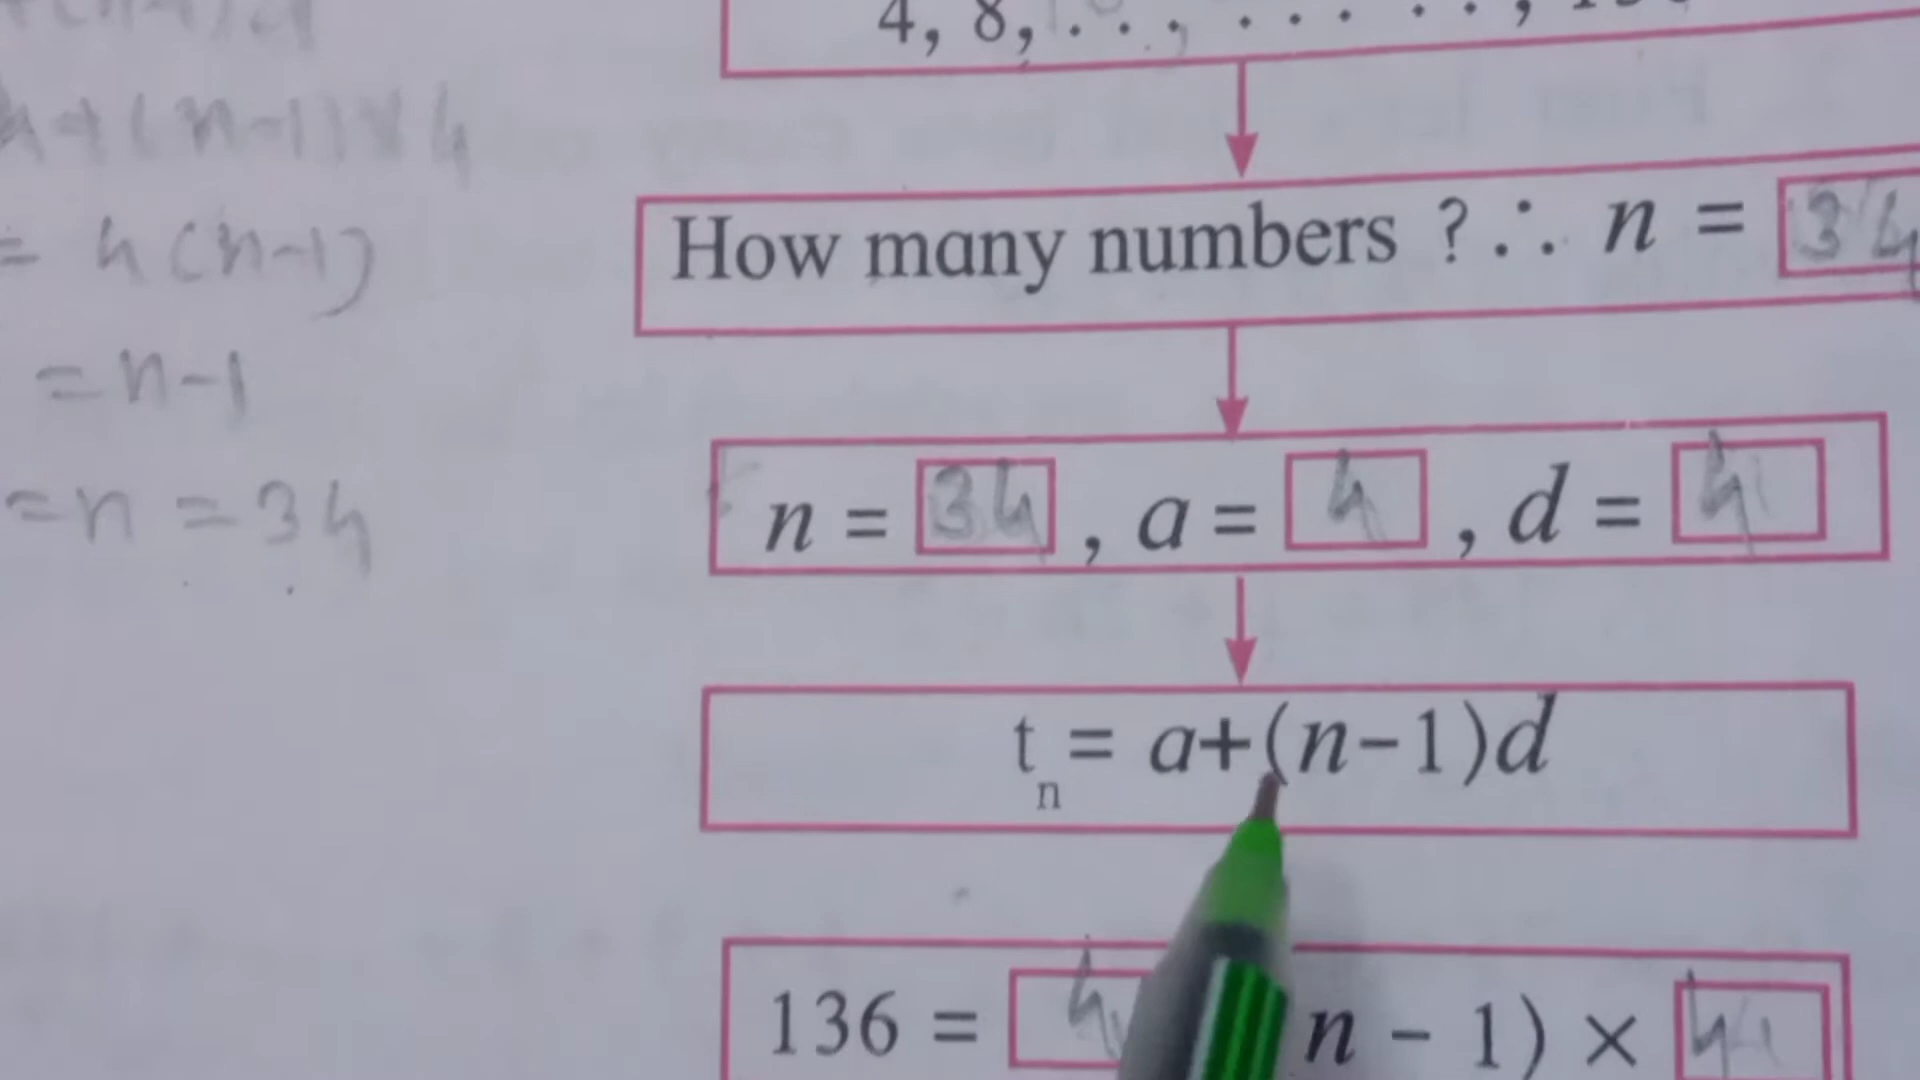 4, 8, . . . , . . . . . . , 136
4+(n-1)×4
How many numbers ? ∴ n = 34
= 4(n-1)
= n-1
n = 34 , a = 4 , d = 4
= n = 34
tn = a+(n-1)d
136 = 4 n - 1) × 4